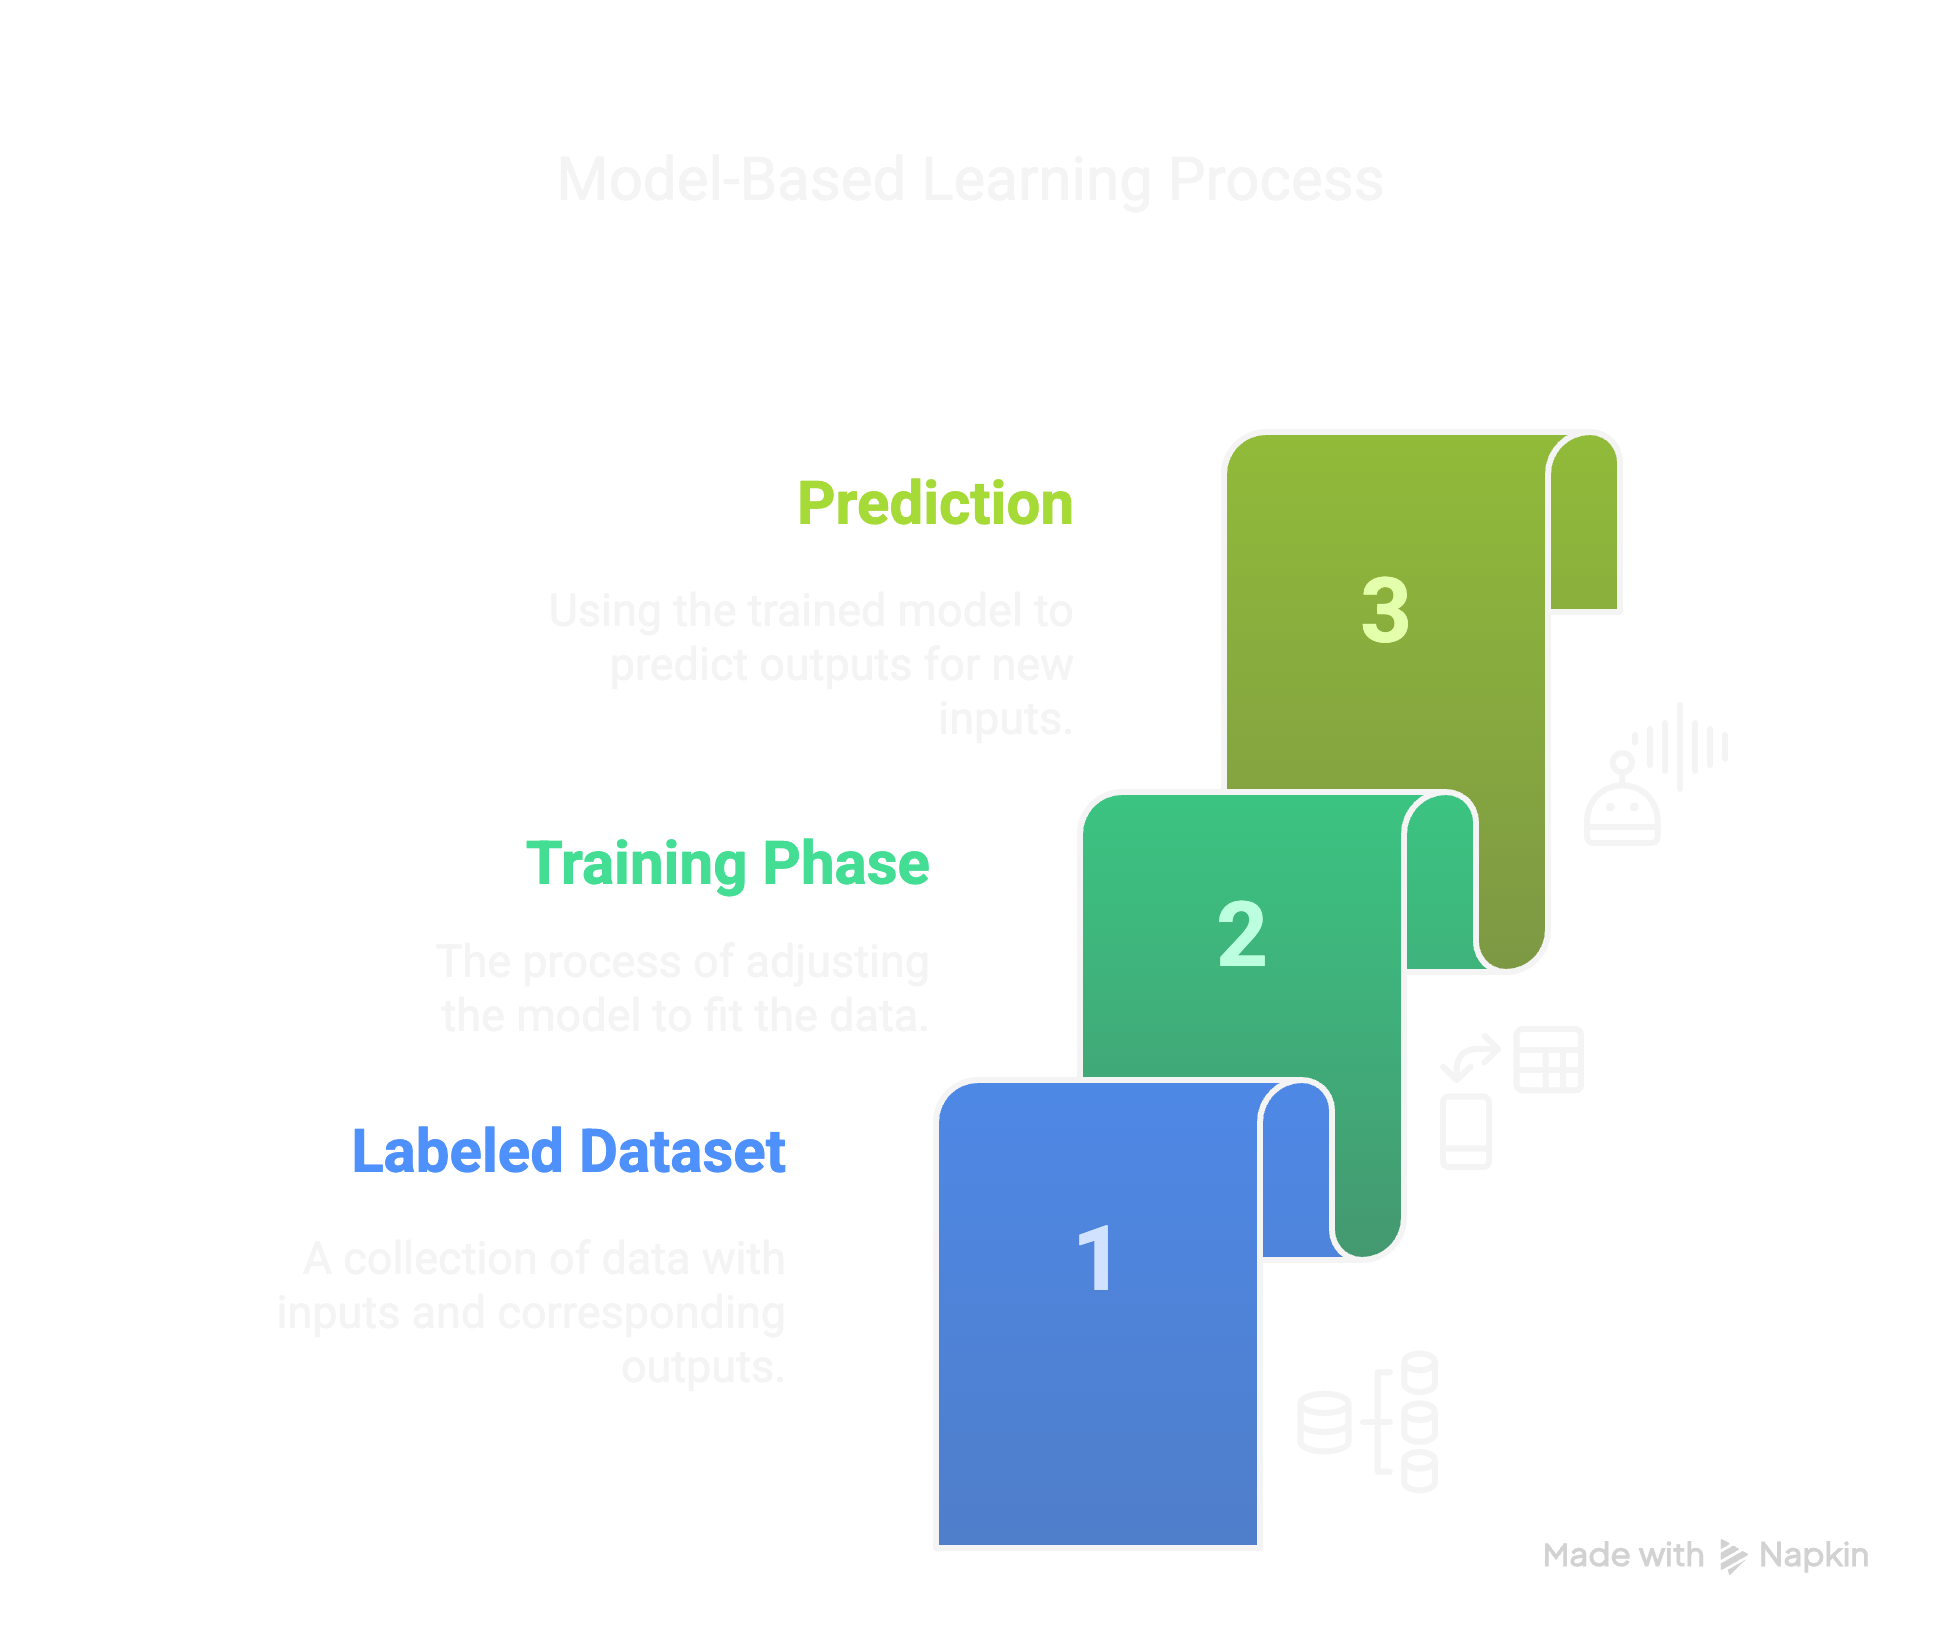 Model-Based Learning Process
Prediction
Using the trained model to
predict outputs for new
inputs.
3
Training Phase
The process of adjusting
the model to fit the data.
2
Labeled Dataset
A collection of data with
inputs and corresponding
outputs.
1
Made with Napkin